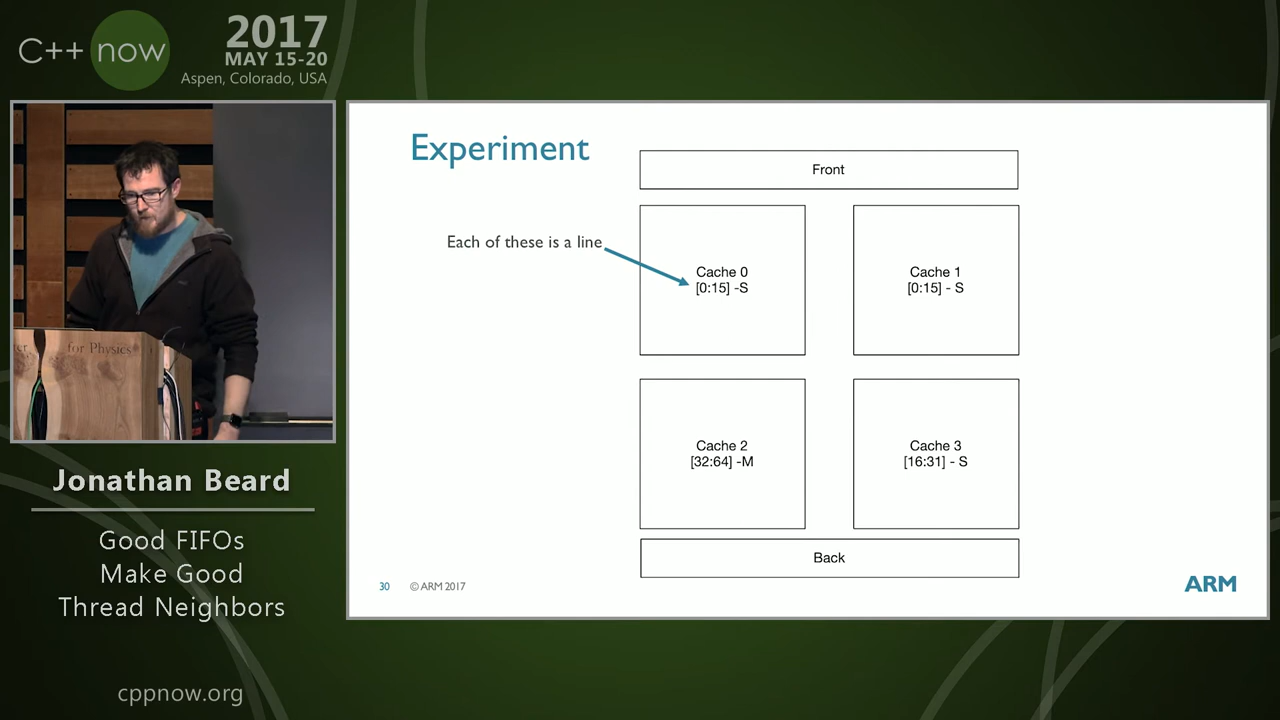 C++ now
2017
MAY 15-20
Aspen, Colorado, USA
for Physics
Jonathan Beard
Good FIFOs
Make Good
Thread Neighbors
cppnow.org
Experiment
Front
Each of these is a line
Cache 0
[0:15] -S
Cache 1
[0:15] - S
Cache 2
[32:64] -M
Cache 3
[16:31] - S
Back
30 © ARM 2017
ARM